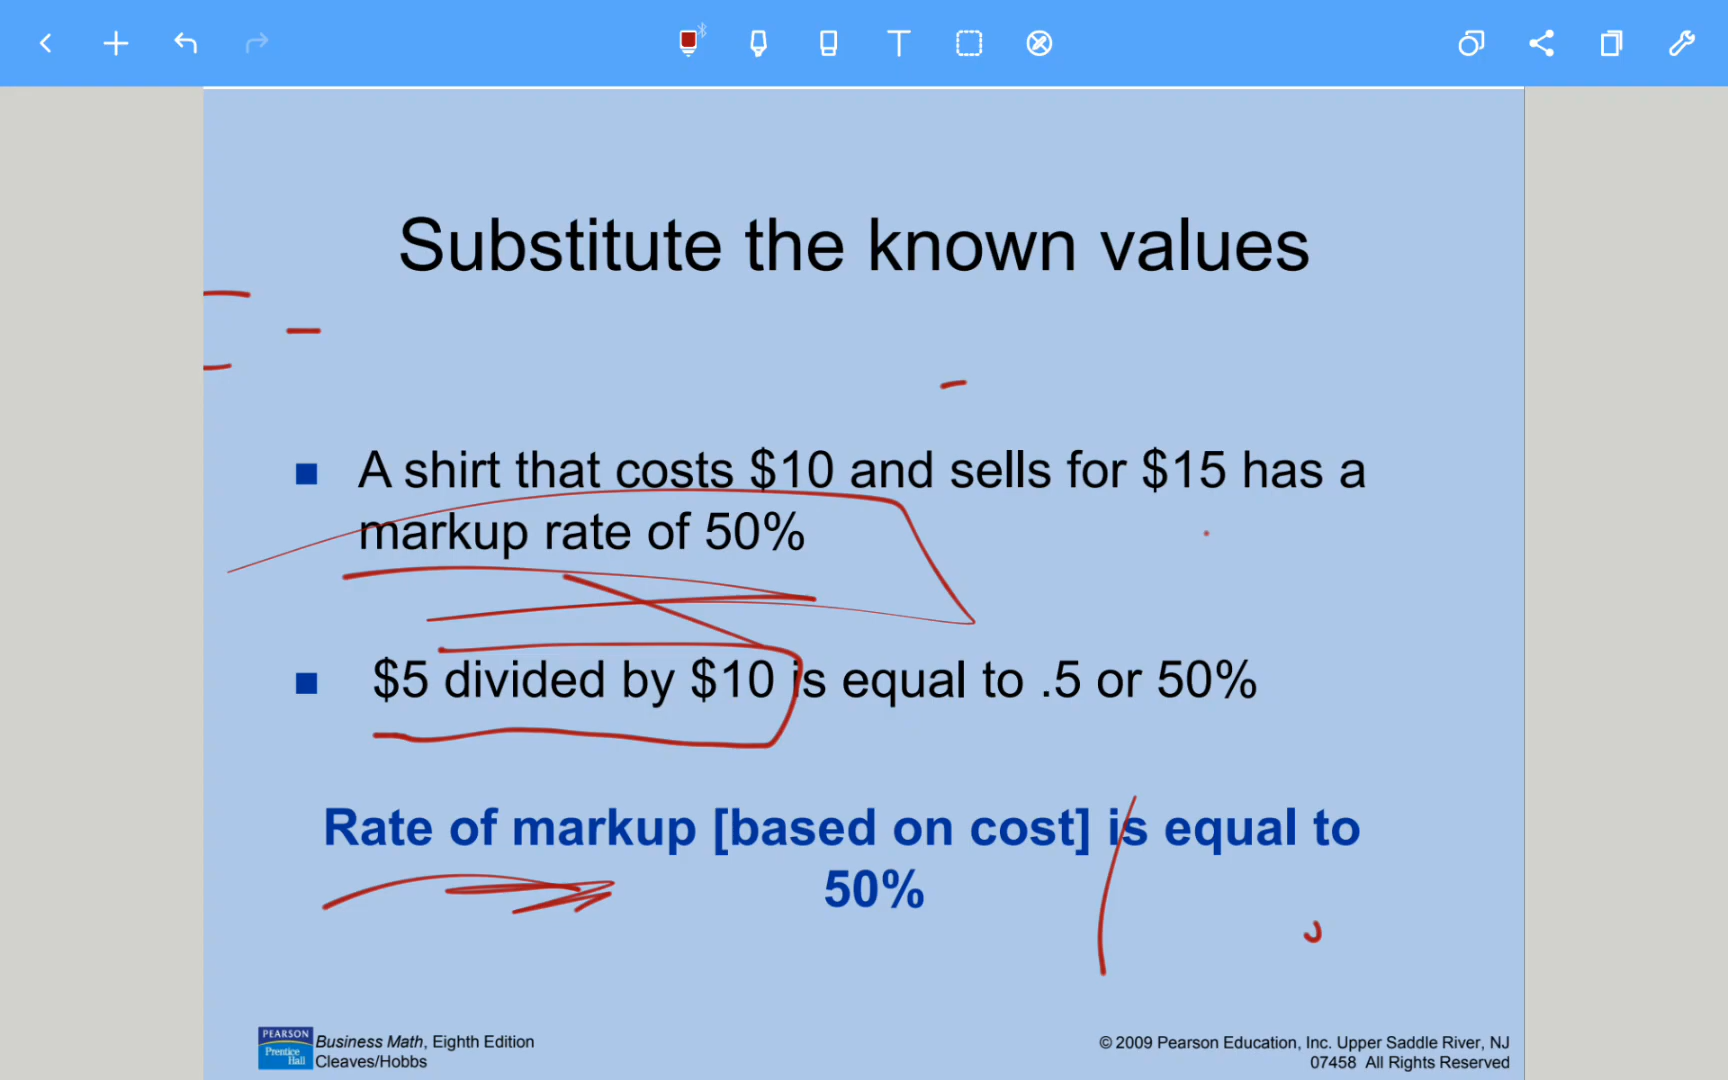 Substitute the known values
A shirt that costs $10 and sells for $15 has a
markup rate of 50%
$5 divided by $10 is equal to .5 or 50%
Rate of markup [based on cost] is equal to
50%
PEARSON
Prentice
Hall
Business Math, Eighth Edition
Cleaves/Hobbs
© 2009 Pearson Education, Inc. Upper Saddle River, NJ
07458 All Rights Reserved